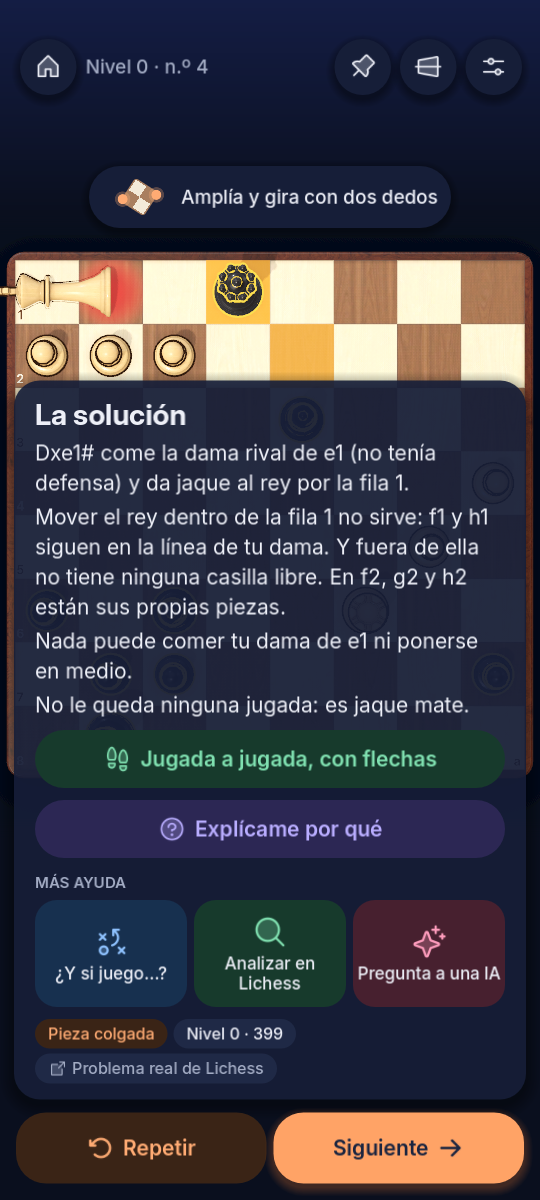 Nivel 0 · n.º 4
Amplía y gira con dos dedos
1
2
La solución
Dxe1# come la dama rival de e1 (no tenía
defensa) y da jaque al rey por la fila 1.
Mover el rey dentro de la fila 1 no sirve: f1 y h1
siguen en la línea de tu dama. Y fuera de ella
no tiene ninguna casilla libre. En f2, g2 y h2
están sus propias piezas.
Nada puede comer tu dama de e1 ni ponerse
en medio.
No le queda ninguna jugada: es jaque mate.
Jugada a jugada, con flechas
Explícame por qué
MÁS AYUDA
¿Y si juego...?
Analizar en
Lichess
Pregunta a una IA
Pieza colgada
Nivel 0 · 399
Problema real de Lichess
Repetir
Siguiente